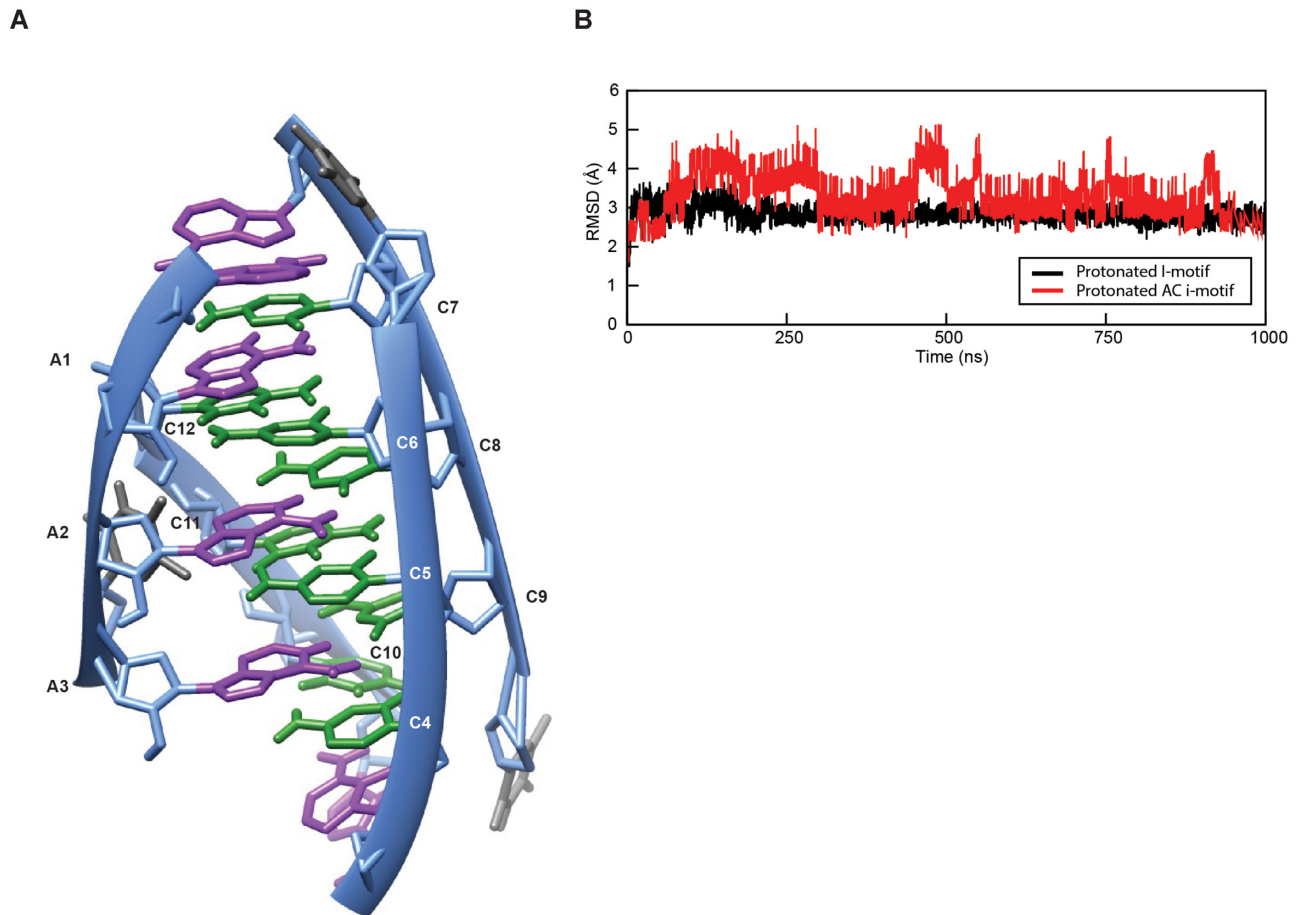 A
B
C7
A1
C12
C6
C8
A2
C11
C5
C9
A3
C10
C4
6
5
4
3
2
1
0
RMSD (Å)
Protonated I-motif
Protonated AC i-motif
0
250
500
750
1000
Time (ns)